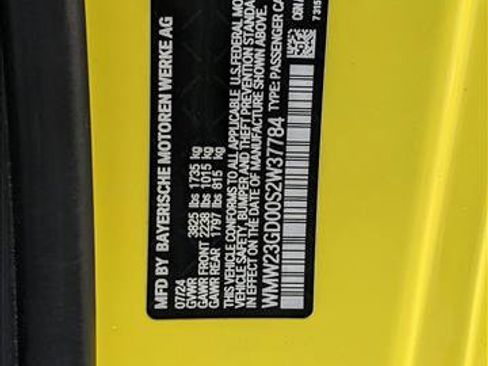 MFD BY BAYERISCHE MOTOREN WERKE AG
07/24
GVWR 3825 lbs 1735 kg
GAWR FRONT 2238 lbs 1015 kg
GAWR REAR 1797 lbs 815 kg
THIS VEHICLE CONFORMS TO ALL APPLICABLE U.S.FEDERAL MO
VEHICLE SAFETY, BUMPER AND THEFT PREVENTION STANDA
IN EFFECT ON THE DATE OF MANUFACTURE SHOWN ABOVE.
WMW23GD00S2W37784 TYPE: PASSENGER CA
7315